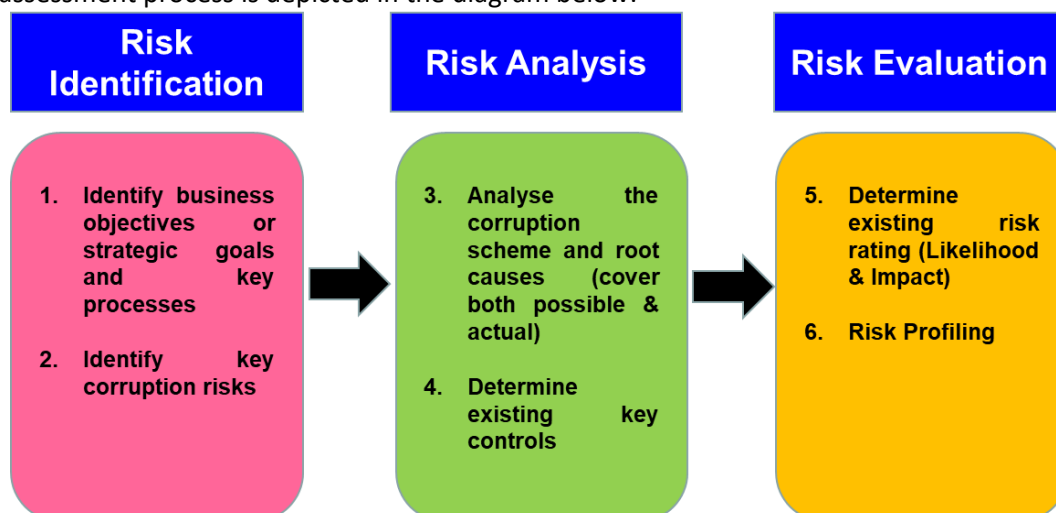 assessment process is depicted in the diagram below:
Risk
Identification
Risk Analysis
Risk Evaluation
1. Identify business
objectives or
strategic goals
and key
processes
2. Identify key
corruption risks
3. Analyse the
corruption
scheme and root
causes (cover
both possible &
actual)
4. Determine
existing key
controls
5. Determine
existing risk
rating (Likelihood
& Impact)
6. Risk Profiling